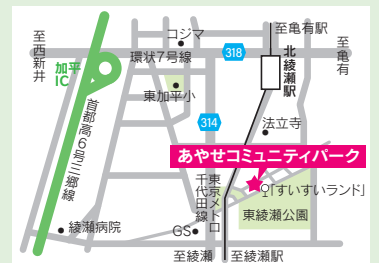 至西新井
コジマ
環状7号線
318
至亀有駅
北綾瀬駅
至亀有
加平
IC
東加平小
首都高6号三郷線
314
法立寺
あやせコミュニティパーク
「すいすいランド」
東綾瀬公園
東京メトロ
千代田線
綾瀬病院
GS
至綾瀬
至綾瀬駅